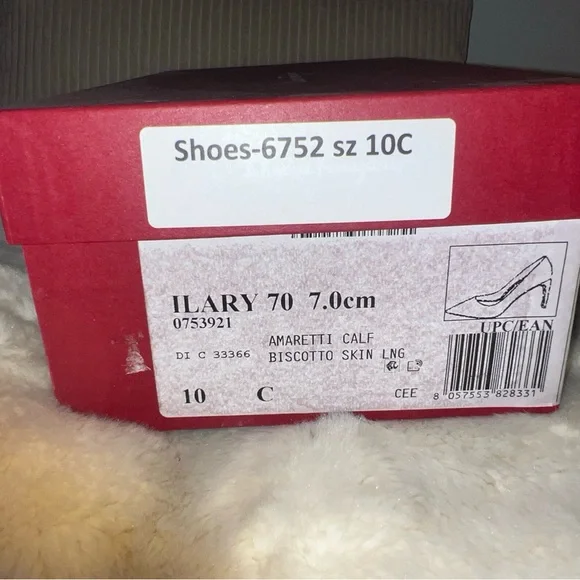 Shoes-6752 sz 10C
ILARY 70 7.0cm
0753921
UPC/EAN
AMARETTI CALF
DI C 33366 BISCOTTO SKIN LNG
10 C CEE
8 057553 828331